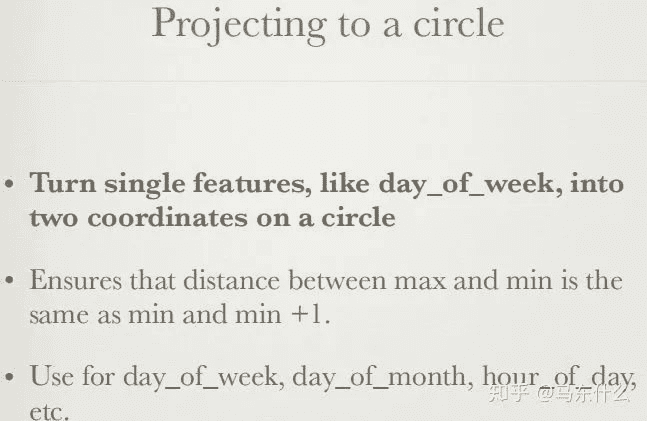 Projecting to a circle
• Turn single features, like day_of_week, into
two coordinates on a circle
• Ensures that distance between max and min is the
same as min and min +1.
• Use for day_of_week, day_of_month, hour_of_day,
etc.
知乎 @马东什么